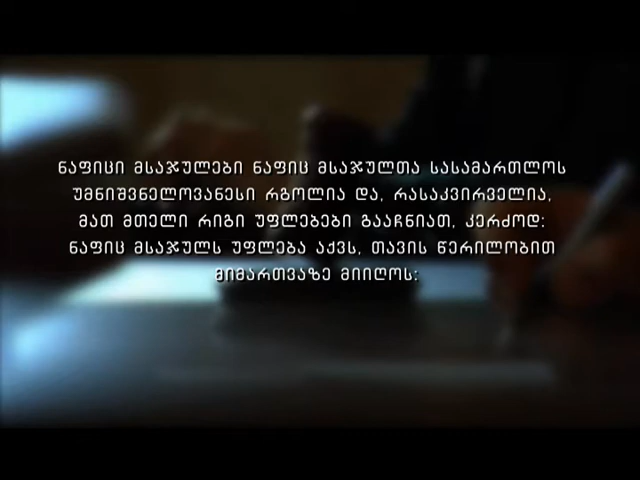 ნაფიცი მსაჯულები ნაფიც მსაჯულთა სასამართლოს
უმნიშვნელოვანესი რგოლია და, რასაკვირველია,
მათ მთელი რიგი უფლებები გააჩნიათ, კერძოდ:
ნაფიც მსაჯულს უფლება აქვს, თავის წერილობით
მიმართვაზე მიიღოს: